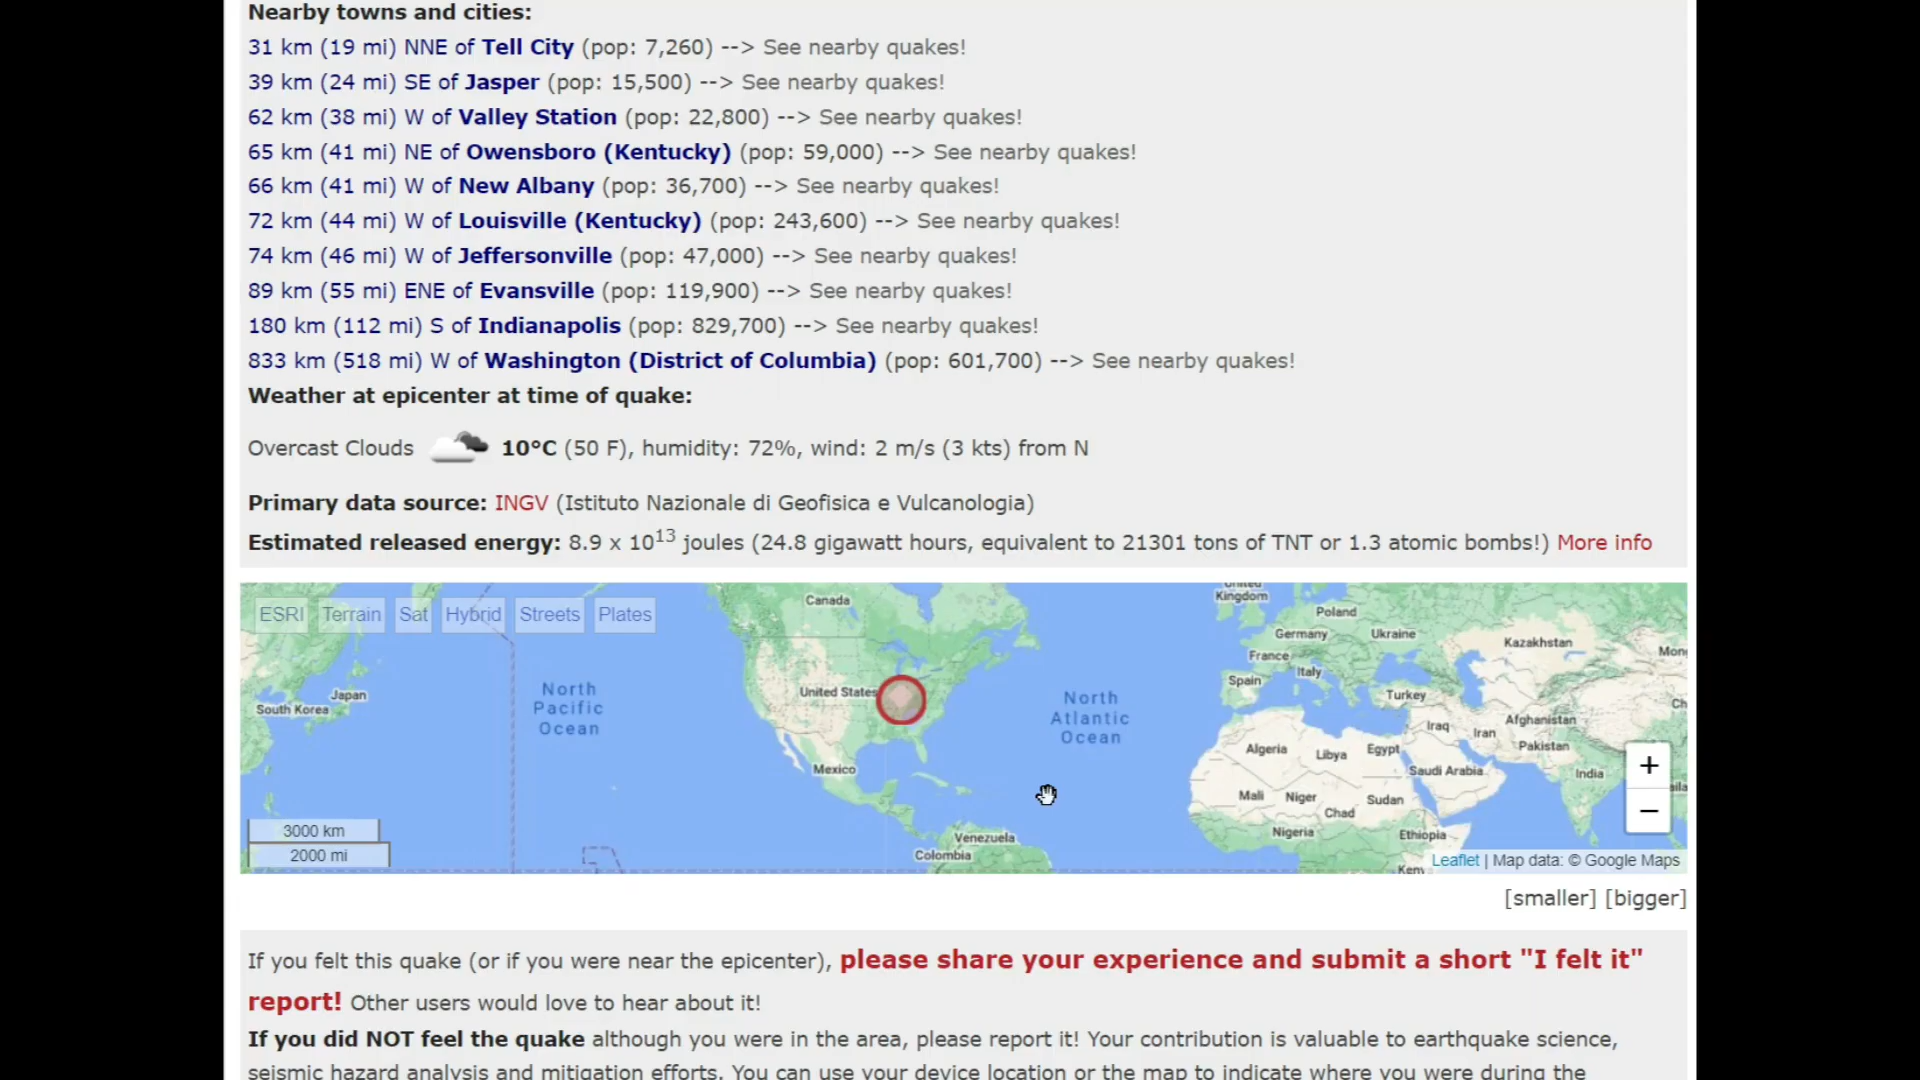 Nearby towns and cities:
31 km (19 mi) NNE of Tell City (pop: 7,260) --> See nearby quakes!
39 km (24 mi) SE of Jasper (pop: 15,500) --> See nearby quakes!
62 km (38 mi) W of Valley Station (pop: 22,800) --> See nearby quakes!
65 km (41 mi) NE of Owensboro (Kentucky) (pop: 59,000) --> See nearby quakes!
66 km (41 mi) W of New Albany (pop: 36,700) --> See nearby quakes!
72 km (44 mi) W of Louisville (Kentucky) (pop: 243,600) --> See nearby quakes!
74 km (46 mi) W of Jeffersonville (pop: 47,000) --> See nearby quakes!
89 km (55 mi) ENE of Evansville (pop: 119,900) --> See nearby quakes!
180 km (112 mi) S of Indianapolis (pop: 829,700) --> See nearby quakes!
833 km (518 mi) W of Washington (District of Columbia) (pop: 601,700) --> See nearby quakes!
Weather at epicenter at time of quake:
Overcast Clouds 10°C (50 F), humidity: 72%, wind: 2 m/s (3 kts) from N
Primary data source: INGV (Istituto Nazionale di Geofisica e Vulcanologia)
Estimated released energy: 8.9 x 10¹³ joules (24.8 gigawatt hours, equivalent to 21301 tons of TNT or 1.3 atomic bombs!) More info
ESRI Terrain Sat Hybrid Streets Plates
Canada
United
Kingdom
Poland
Germany
Ukraine
Kazakhstan
France
Italy
Mon
Spain
Japan
South Korea
United States
North
Pacific
Ocean
North
Atlantic
Ocean
Turkey
Iraq
Iran
Afghanistan
Ch
Pakistan
Algeria
Libya
Egypt
Saudi Arabia
India
Mexico
Mali
Niger
Chad
Sudan
Nigeria
Ethiopia
Venezuela
Colombia
Keny
+
−
3000 km
2000 mi
Leaflet | Map data: © Google Maps
[smaller] [bigger]
If you felt this quake (or if you were near the epicenter), please share your experience and submit a short "I felt it"
report! Other users would love to hear about it!
If you did NOT feel the quake although you were in the area, please report it! Your contribution is valuable to earthquake science,
seismic hazard analysis and mitigation efforts. You can use your device location or the map to indicate where you were during the